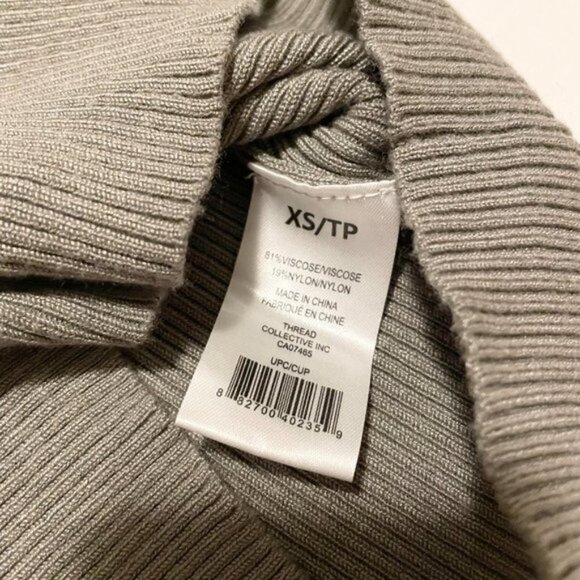 XS/TP
81%VISCOSE/VISCOSE
19%NYLON/NYLON
MADE IN CHINA
FABRIQUÉ EN CHINE
THREAD
COLLECTIVE INC
CA07465
UPC/CUP
8 82700 40235 9